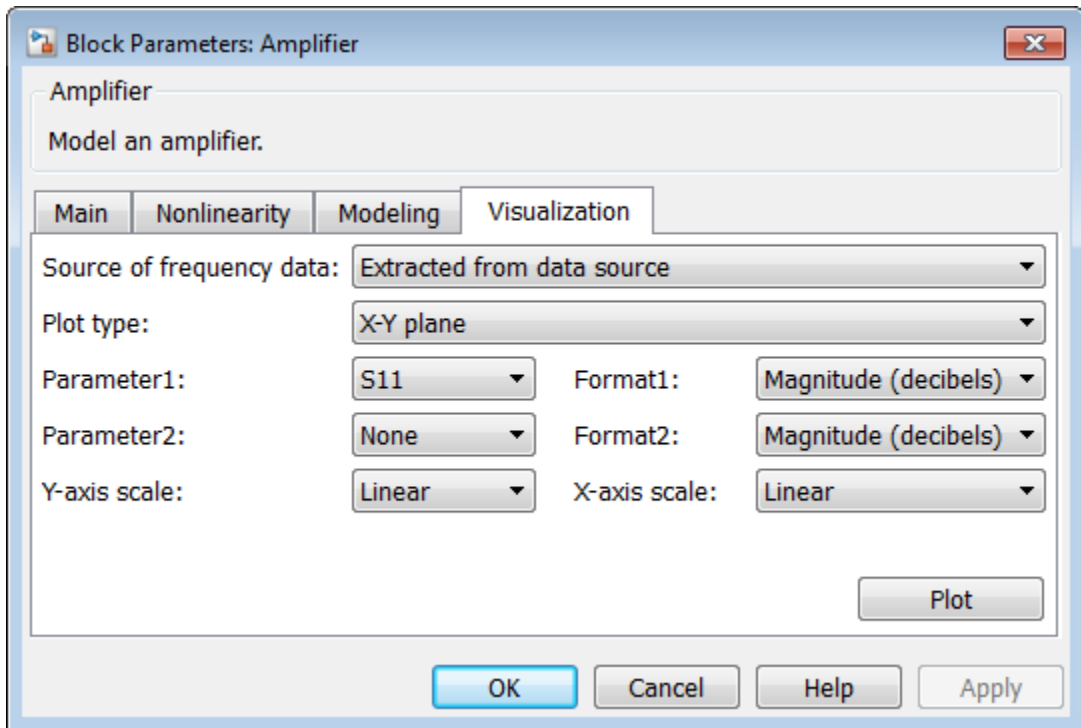 Block Parameters: Amplifier
Amplifier
Model an amplifier.
Main Nonlinearity Modeling Visualization
Source of frequency data: Extracted from data source
Plot type: X-Y plane
Parameter1: S11 Format1: Magnitude (decibels)
Parameter2: None Format2: Magnitude (decibels)
Y-axis scale: Linear X-axis scale: Linear
Plot
OK Cancel Help Apply